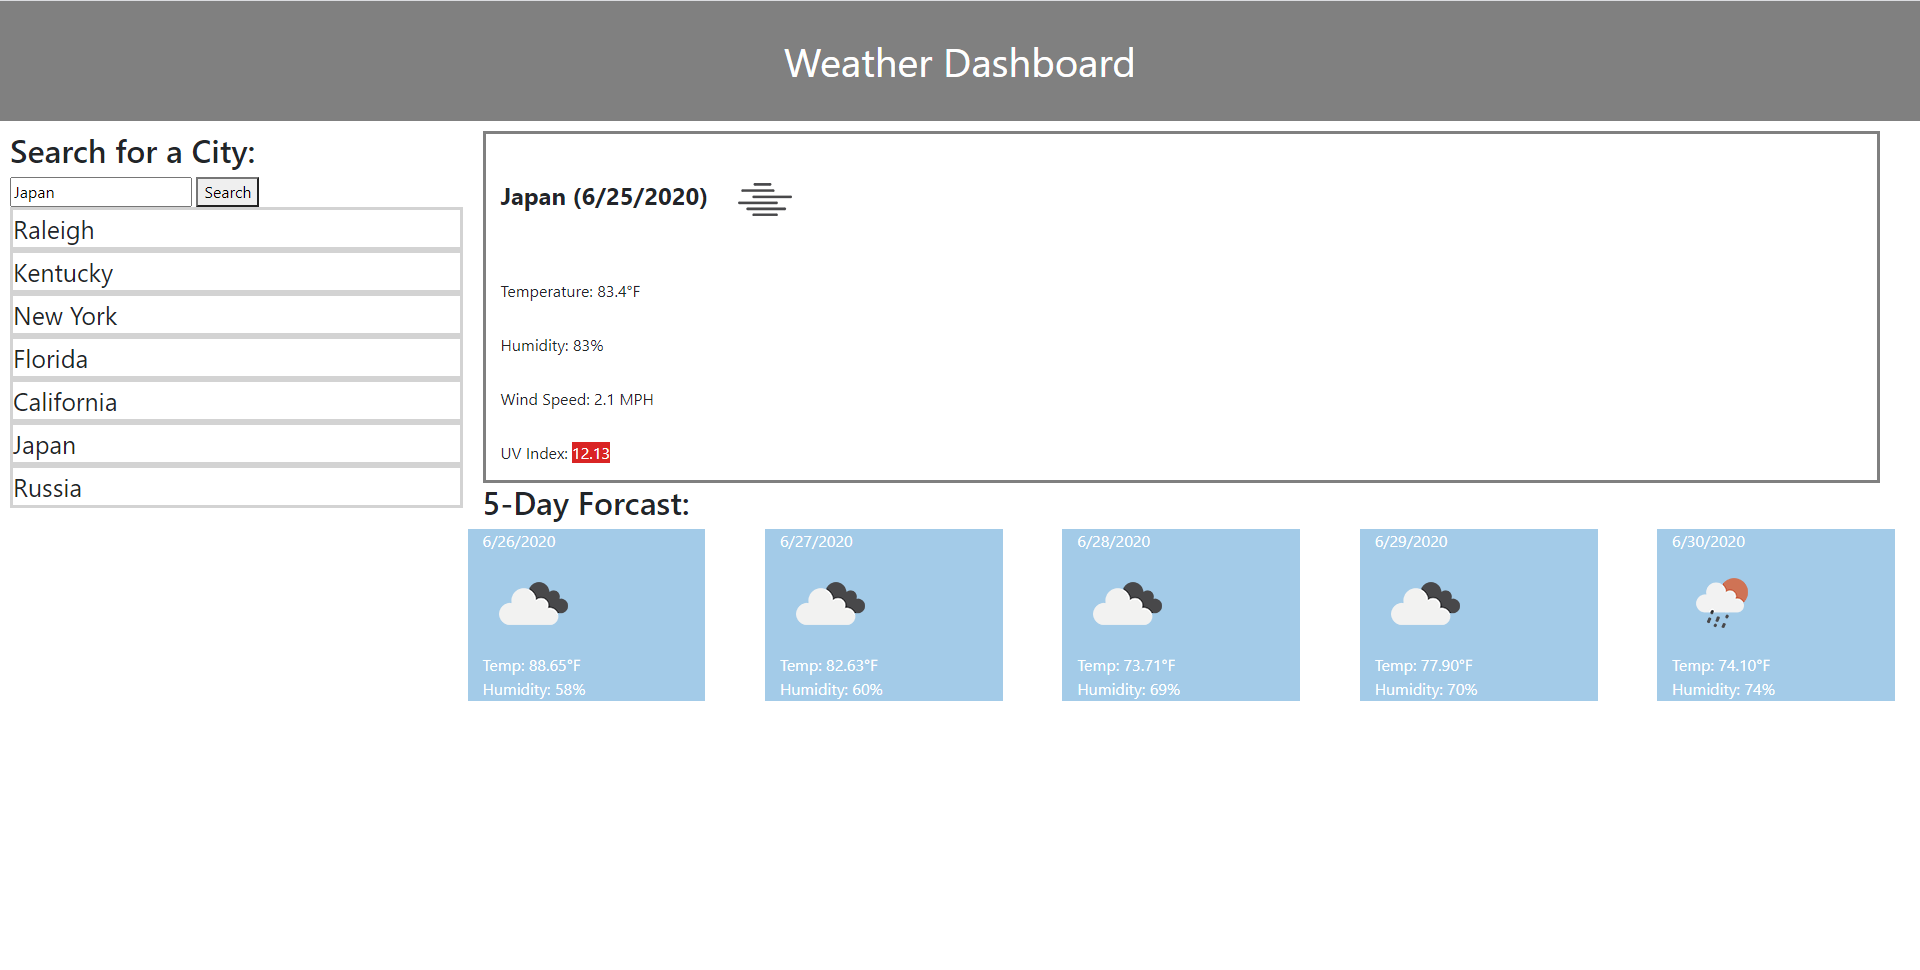 Weather Dashboard
Search for a City:
Japan Search
Raleigh
Kentucky
New York
Florida
California
Japan
Russia
Japan (6/25/2020)
Temperature: 83.4°F
Humidity: 83%
Wind Speed: 2.1 MPH
UV Index: 12.13
5-Day Forcast:
6/26/2020
Temp: 88.65°F
Humidity: 58%
6/27/2020
Temp: 82.63°F
Humidity: 60%
6/28/2020
Temp: 73.71°F
Humidity: 69%
6/29/2020
Temp: 77.90°F
Humidity: 70%
6/30/2020
Temp: 74.10°F
Humidity: 74%